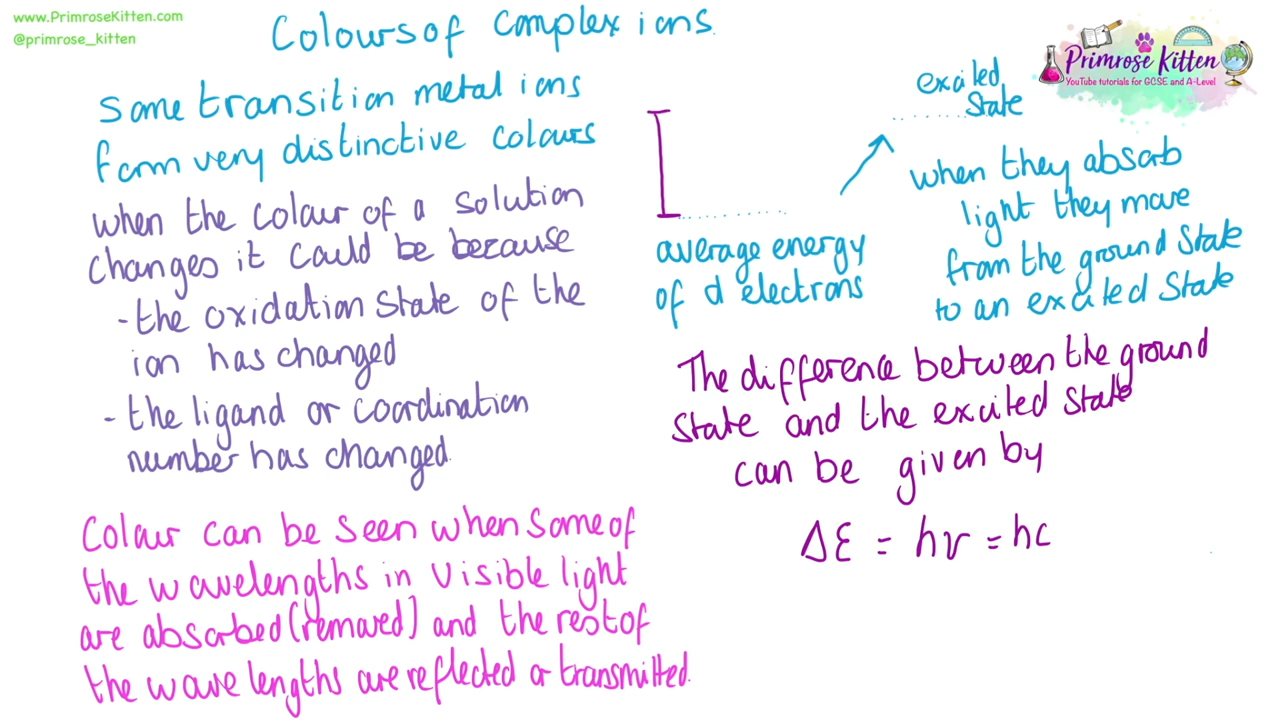 www.PrimroseKitten.com
@primrose_kitten
Colours of Complex ions.
Primrose Kitten
YouTube tutorials for GCSE and A-Level
Some transition metal ions
form very distinctive colours
when the colour of a solution
changes it could be because
- the oxidation state of the
ion has changed
- the ligand or coordination
number has changed.
Colour can be seen when some of
the wavelengths in visible light
are absorbed (removed) and the rest of
the wave lengths are reflected or transmitted.
excited
state
average energy
of d electrons
when they absorb
light they move
from the ground state
to an excited state
The difference between the ground
state and the excited state
can be given by
ΔE = hν = hc